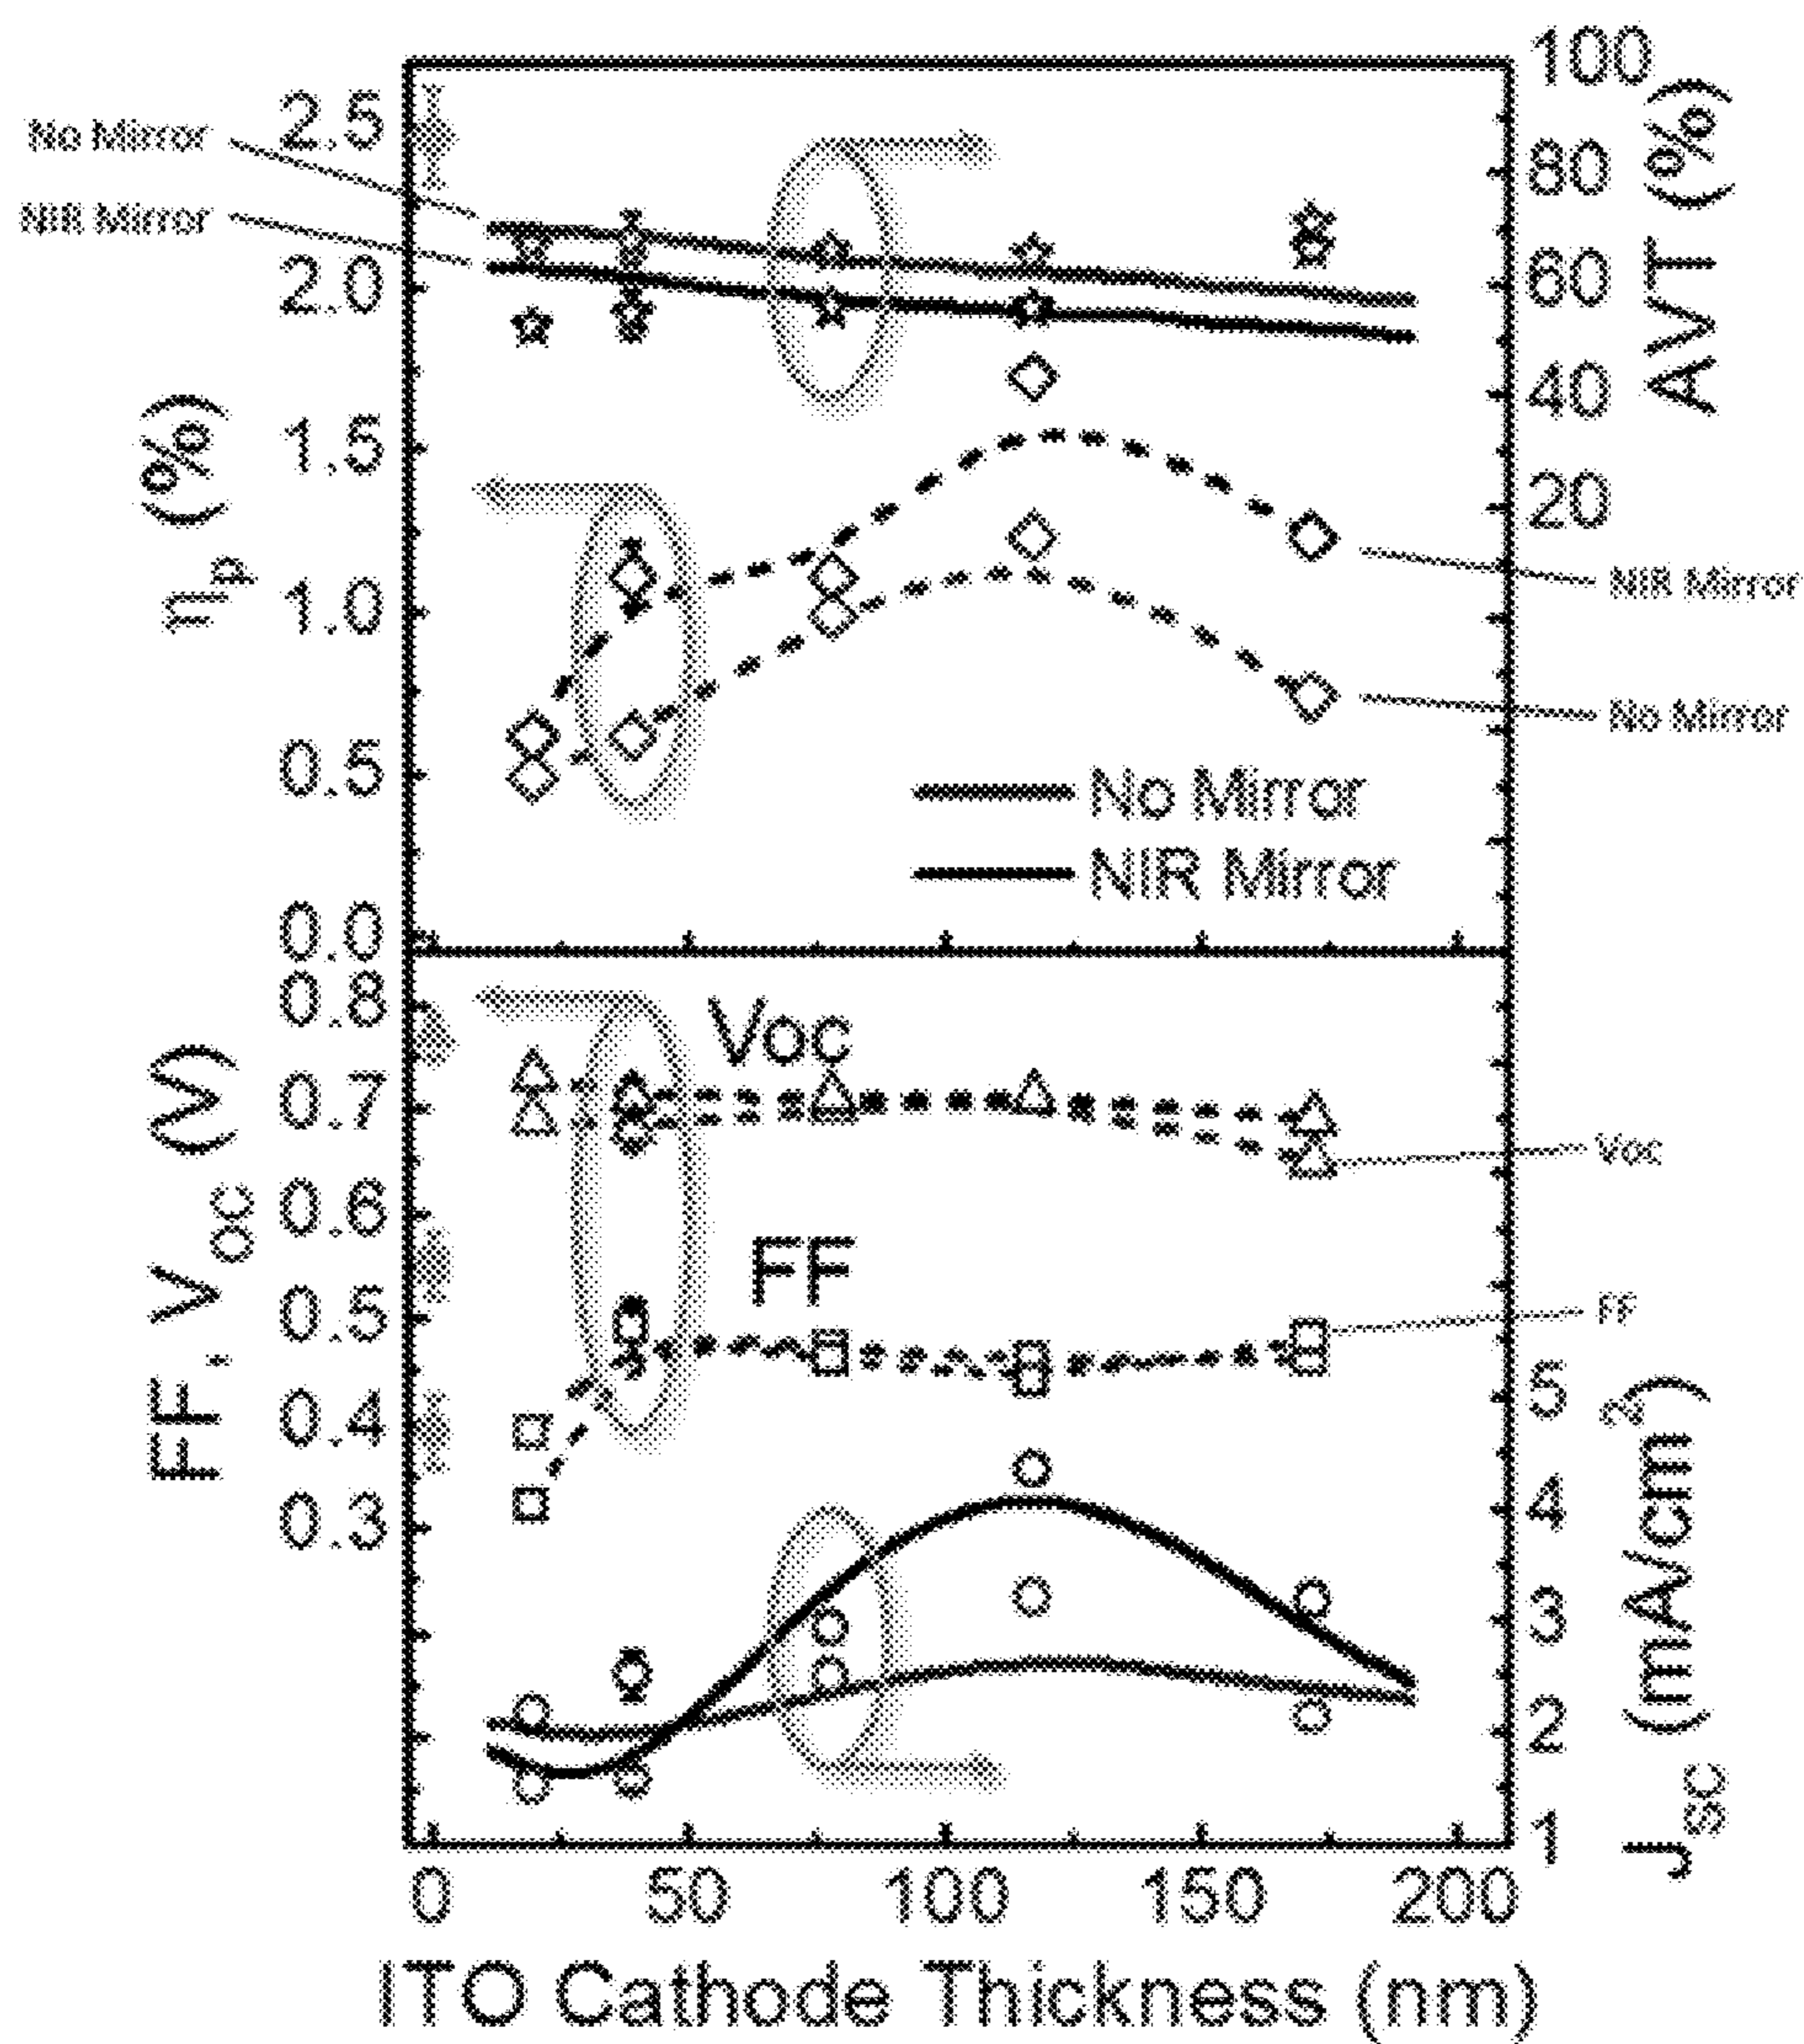 100
2.5
No Mirror
80
AVT (%)
NIR Mirror
2.0
60
40
1.5
ηp (%)
20
NIR Mirror
1.0
No Mirror
0.5
No Mirror
NIR Mirror
0.0
0.8
Voc
0.7
Voc
FF, VOC (V)
0.6
FF
0.5
FF
5
0.4
4
0.3
3
JSC (mA/cm2)
2
1
0 50 100 150 200
ITO Cathode Thickness (nm)